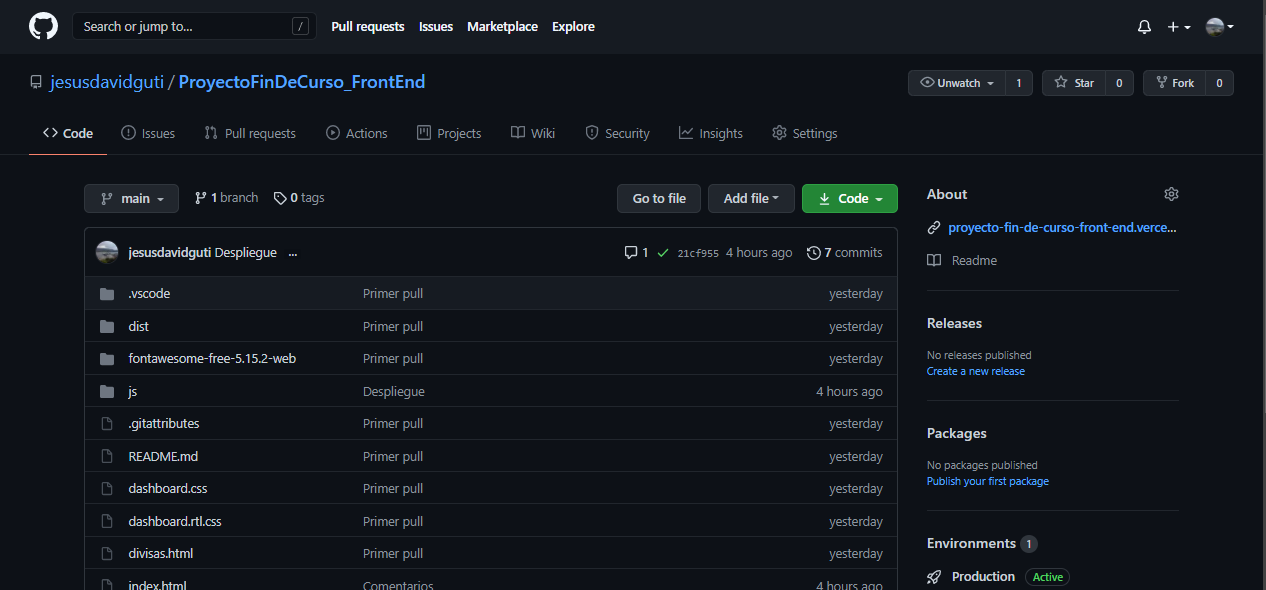 Search or jump to... / Pull requests Issues Marketplace Explore
jesusdavidguti / ProyectoFinDeCurso_FrontEnd Unwatch 1 Star 0 Fork 0
Code Issues Pull requests Actions Projects Wiki Security Insights Settings
main 1 branch 0 tags Go to file Add file Code
jesusdavidguti Despliegue ... 1 21cf955 4 hours ago 7 commits
.vscode Primer pull yesterday
dist Primer pull yesterday
fontawesome-free-5.15.2-web Primer pull yesterday
js Despliegue 4 hours ago
.gitattributes Primer pull yesterday
README.md Primer pull yesterday
dashboard.css Primer pull yesterday
dashboard.rtl.css Primer pull yesterday
divisas.html Primer pull yesterday
index.html Comentarios 4 hours ago
About
proyecto-fin-de-curso-front-end.verce...
Readme
Releases
No releases published
Create a new release
Packages
No packages published
Publish your first package
Environments 1
Production Active